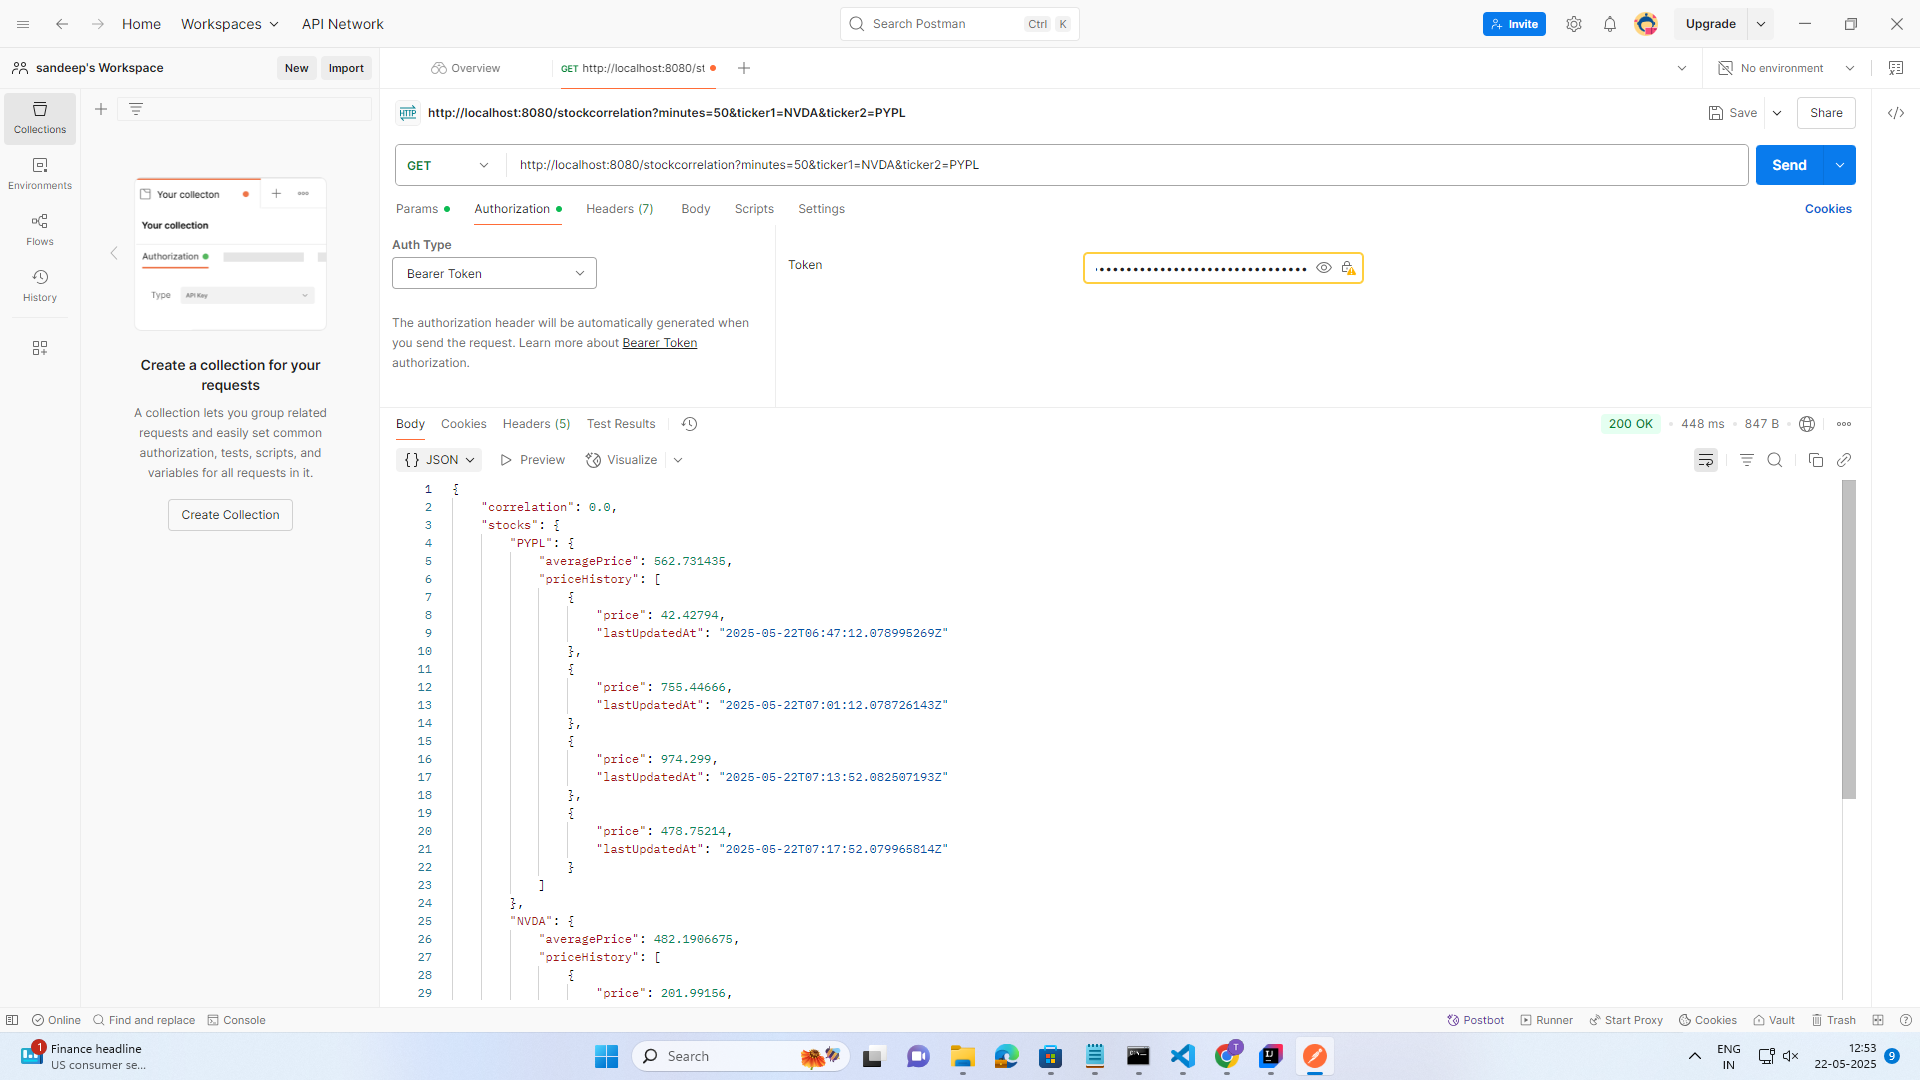 Home
Workspaces
API Network
Search Postman
Ctrl
K
Invite
Upgrade
sandeep's Workspace
New
Import
Overview
GET http://localhost:8080/st
No environment
Collections
Environments
Flows
History
Your collecton
Your collection
Authorization
Type
API Key
Create a collection for your
requests
A collection lets you group related
requests and easily set common
authorization, tests, scripts, and
variables for all requests in it.
Create Collection
HTTP
http://localhost:8080/stockcorrelation?minutes=50&ticker1=NVDA&ticker2=PYPL
Save
Share
GET
http://localhost:8080/stockcorrelation?minutes=50&ticker1=NVDA&ticker2=PYPL
Send
Params
Authorization
Headers (7)
Body
Scripts
Settings
Cookies
Auth Type
Bearer Token
The authorization header will be automatically generated when
you send the request. Learn more about Bearer Token
authorization.
Token
Body
Cookies
Headers (5)
Test Results
200 OK
448 ms
847 B
{} JSON
Preview
Visualize
1 {
2 "correlation": 0.0,
3 "stocks": {
4 "PYPL": {
5 "averagePrice": 562.731435,
6 "priceHistory": [
7 {
8 "price": 42.42794,
9 "lastUpdatedAt": "2025-05-22T06:47:12.078995269Z"
10 },
11 {
12 "price": 755.44666,
13 "lastUpdatedAt": "2025-05-22T07:01:12.078726143Z"
14 },
15 {
16 "price": 974.299,
17 "lastUpdatedAt": "2025-05-22T07:13:52.082507193Z"
18 },
19 {
20 "price": 478.75214,
21 "lastUpdatedAt": "2025-05-22T07:17:52.079965814Z"
22 }
23 ]
24 },
25 "NVDA": {
26 "averagePrice": 482.1906675,
27 "priceHistory": [
28 {
29 "price": 201.99156,
Online
Find and replace
Console
Postbot
Runner
Start Proxy
Cookies
Vault
Trash
1
Finance headline
US consumer se...
Search
T
ENG
IN
12:53
22-05-2025
9